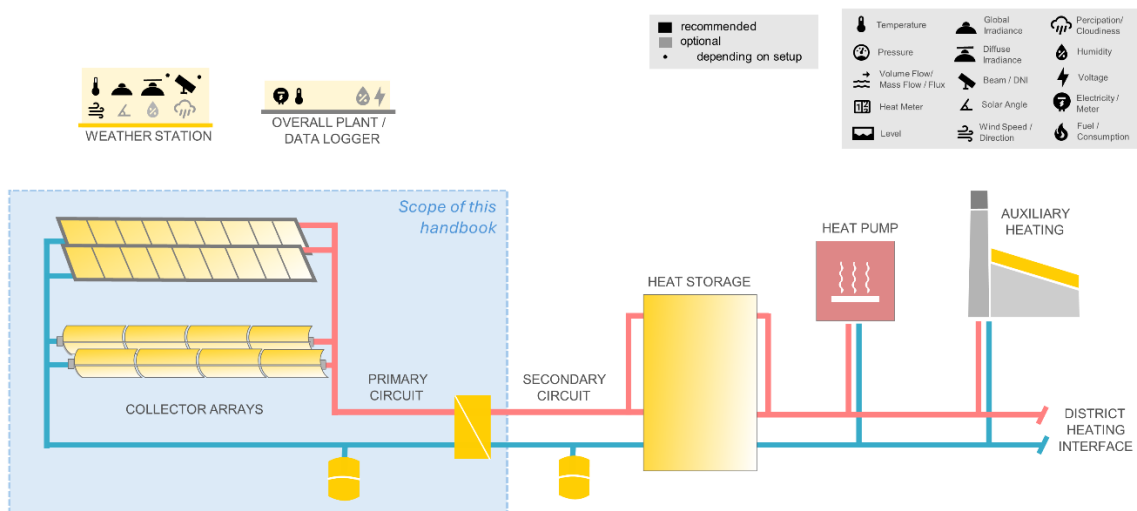 recommended
optional
depending on setup
Temperature
Global
Irradiance
Percipation/
Cloudiness
Pressure
Diffuse
Irradiance
Humidity
Volume Flow/
Mass Flow / Flux
Beam / DNI
Voltage
Heat Meter
Solar Angle
Electricity /
Meter
Level
Wind Speed /
Direction
Fuel /
Consumption
WEATHER STATION
OVERALL PLANT /
DATA LOGGER
Scope of this
handbook
HEAT PUMP
AUXILIARY
HEATING
HEAT STORAGE
PRIMARY
CIRCUIT
SECONDARY
CIRCUIT
COLLECTOR ARRAYS
DISTRICT
HEATING
INTERFACE